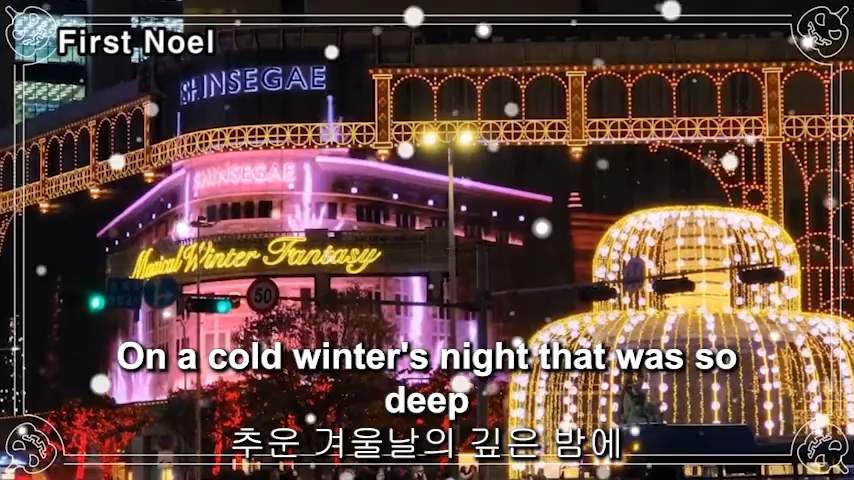 First Noel
SHINSEGAE
SHINSEGAE
Magical Winter Fantasy
50
On a cold winter's night that was so
deep
추운 겨울날의 깊은 밤에